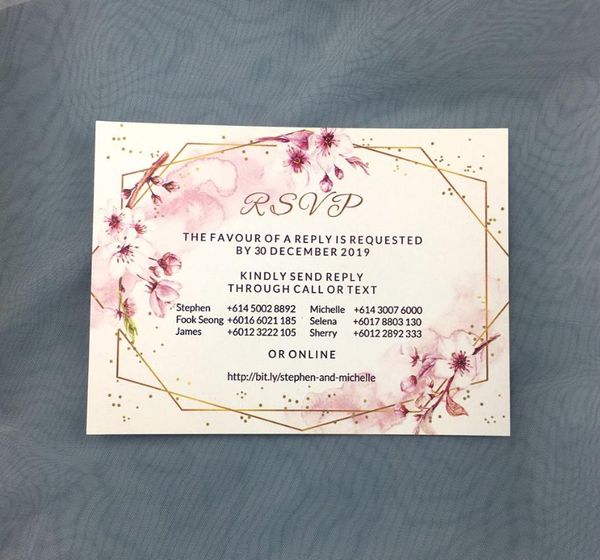 RSVP
THE FAVOUR OF A REPLY IS REQUESTED
BY 30 DECEMBER 2019
KINDLY SEND REPLY
THROUGH CALL OR TEXT
Stephen +614 5002 8892 Michelle +614 3007 6000
Fook Seong +6016 6021 185 Selena +6017 8803 130
James +6012 3222 105 Sherry +6012 2892 333
OR ONLINE
http://bit.ly/stephen-and-michelle